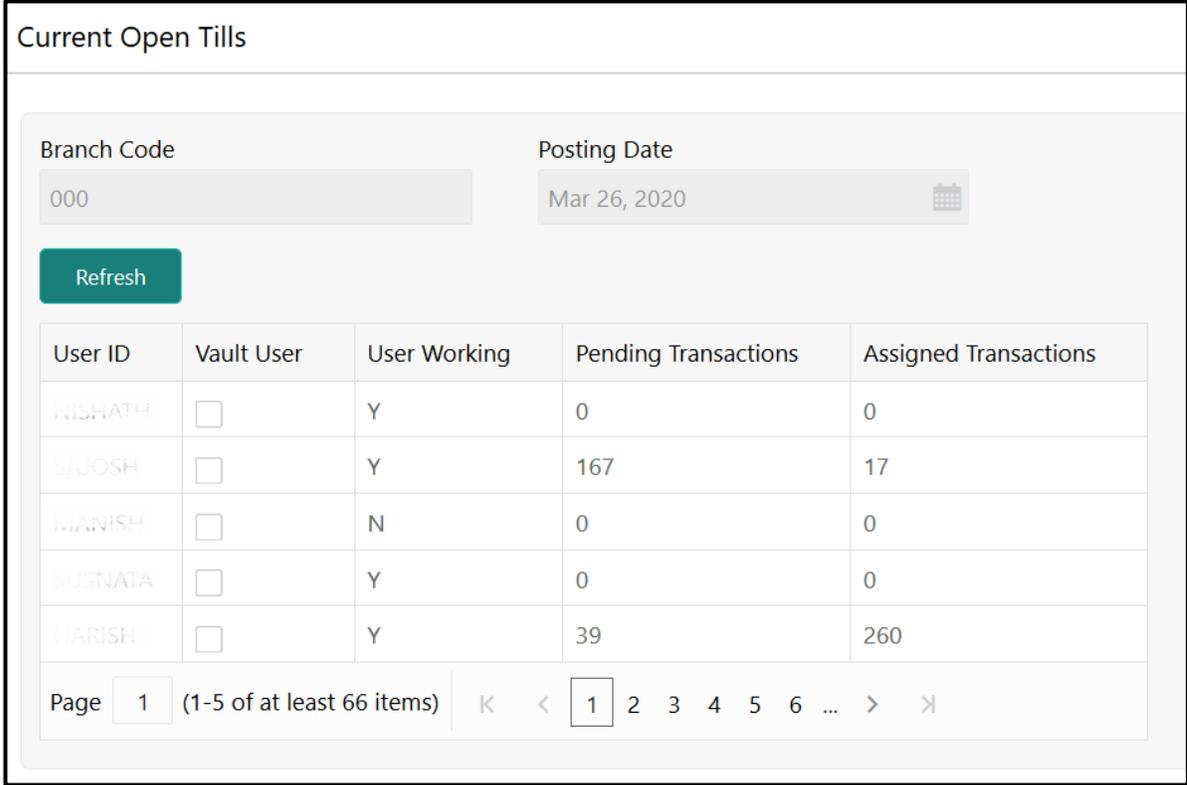 Current Open Tills
Branch Code Posting Date
000 Mar 26, 2020
Refresh
User ID Vault User User Working Pending Transactions Assigned Transactions
NISHATH Y 0 0
SAJOSH Y 167 17
MANISH N 0 0
SUSNATA Y 0 0
HARISH Y 39 260
Page 1 (1-5 of at least 66 items) 1 2 3 4 5 6 ...